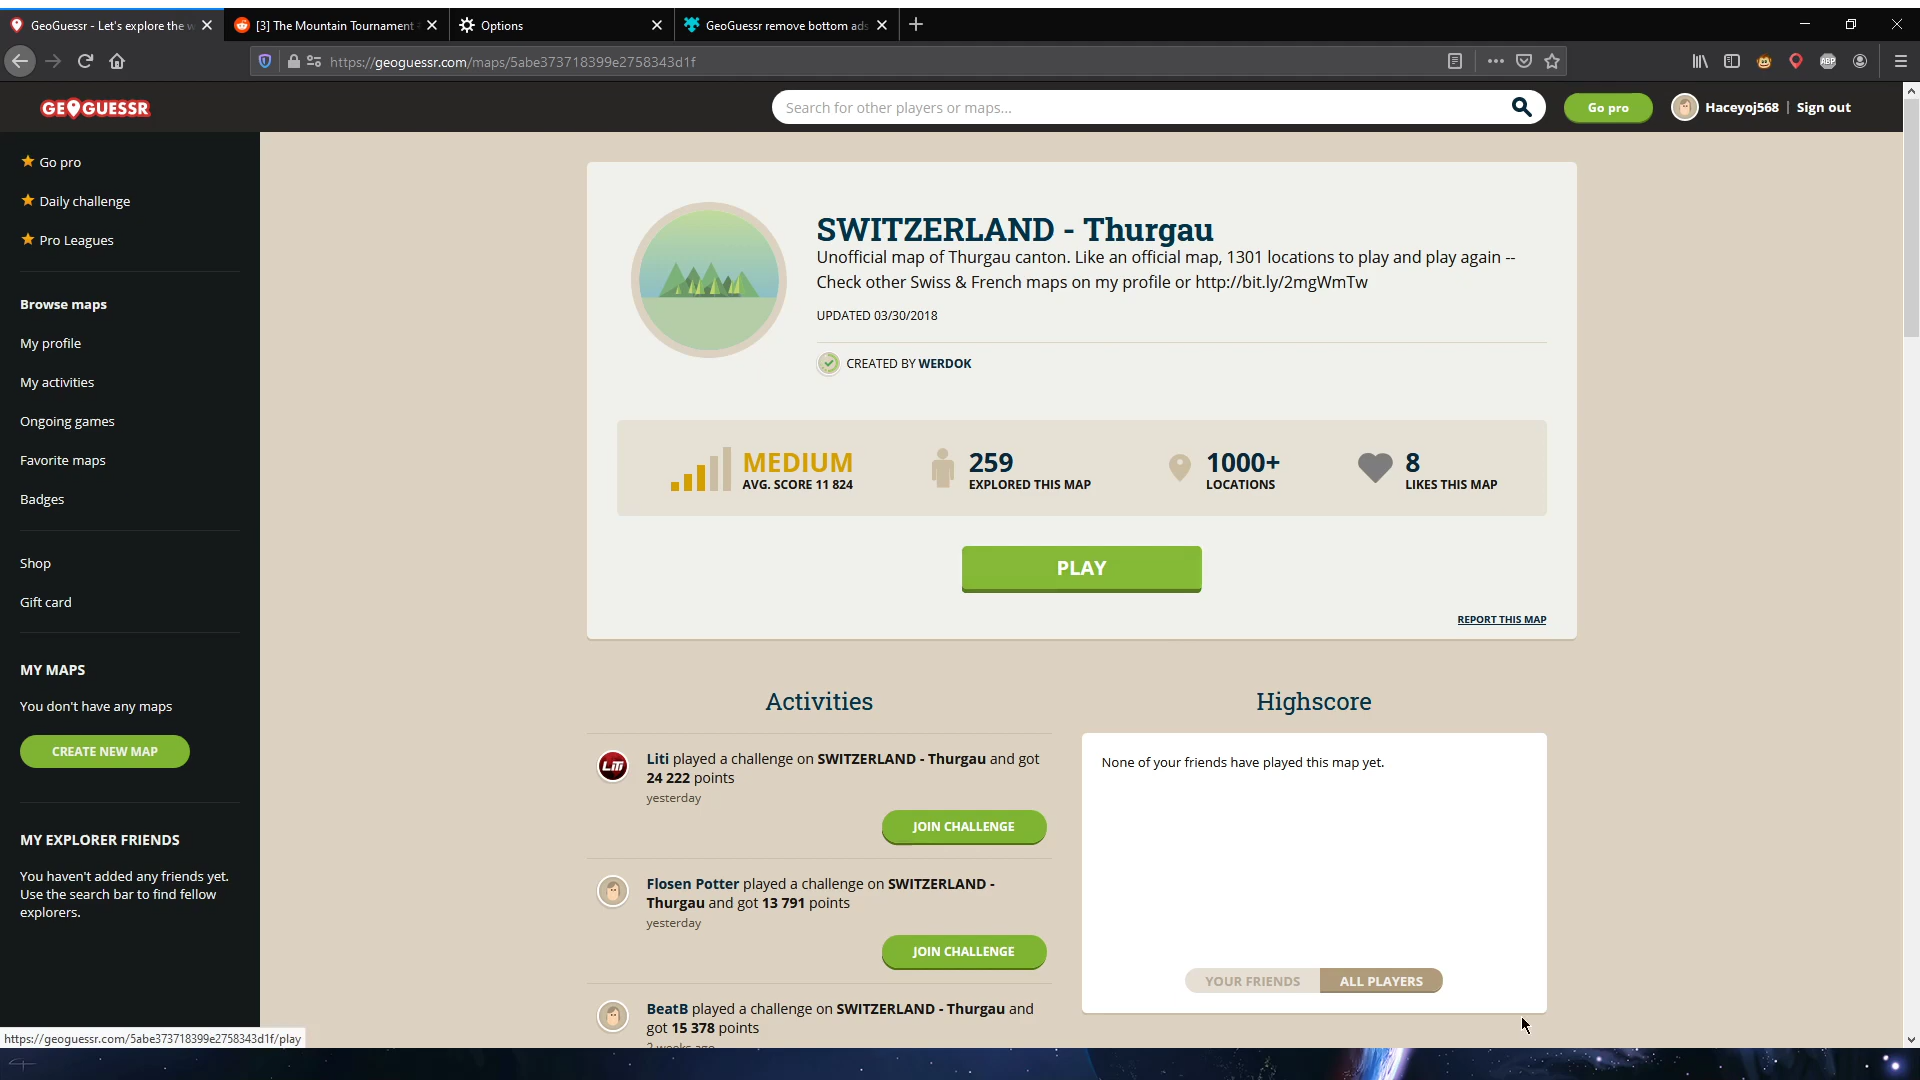 GeoGuessr - Let's explore the w
[3] The Mountain Tournament
Options
GeoGuessr remove bottom ads
https://geoguessr.com/maps/5abe373718399e2758343d1f
ABP
GEOGUESSR
Search for other players or maps...
Go pro
Haceyoj568 | Sign out
Go pro
Daily challenge
Pro Leagues
Browse maps
My profile
My activities
Ongoing games
Favorite maps
Badges
Shop
Gift card
MY MAPS
You don't have any maps
CREATE NEW MAP
MY EXPLORER FRIENDS
You haven't added any friends yet.
Use the search bar to find fellow
explorers.
SWITZERLAND - Thurgau
Unofficial map of Thurgau canton. Like an official map, 1301 locations to play and play again --
Check other Swiss & French maps on my profile or http://bit.ly/2mgWmTw
UPDATED 03/30/2018
CREATED BY WERDOK
MEDIUM
AVG. SCORE 11 824
259
EXPLORED THIS MAP
1000+
LOCATIONS
8
LIKES THIS MAP
PLAY
REPORT THIS MAP
Activities
LiTi
Liti played a challenge on SWITZERLAND - Thurgau and got
24 222 points
yesterday
JOIN CHALLENGE
Flosen Potter played a challenge on SWITZERLAND -
Thurgau and got 13 791 points
yesterday
JOIN CHALLENGE
BeatB played a challenge on SWITZERLAND - Thurgau and
got 15 378 points
2 weeks ago
Highscore
None of your friends have played this map yet.
YOUR FRIENDS
ALL PLAYERS
https://geoguessr.com/5abe373718399e2758343d1f/play